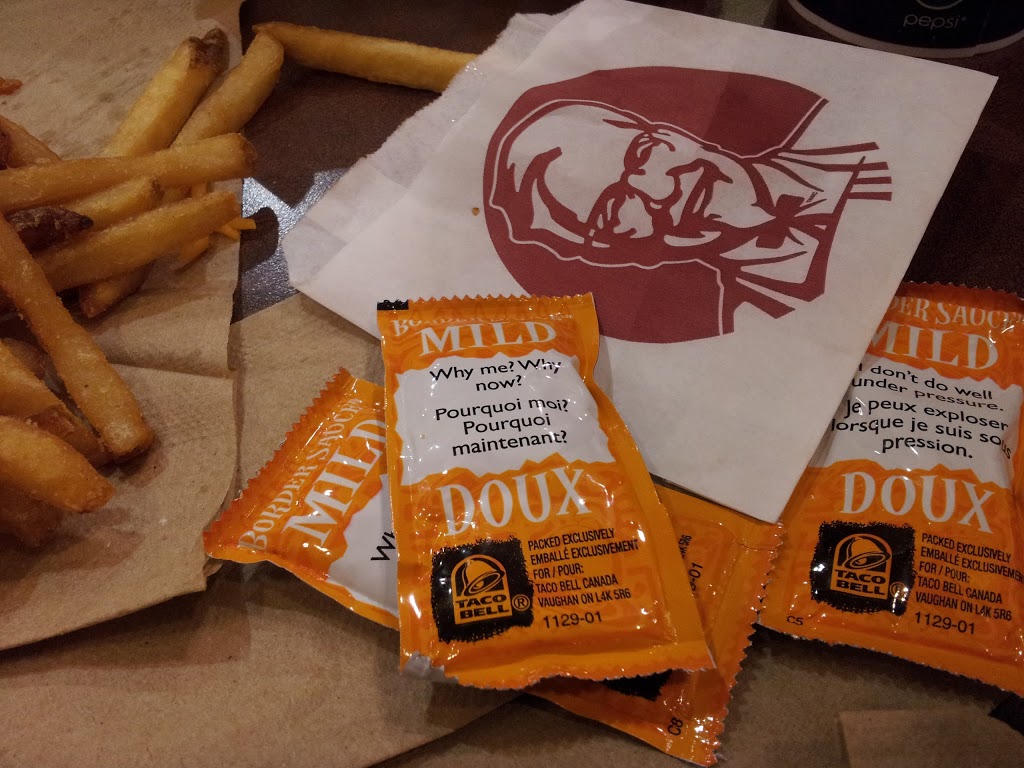 pepsi
BORDER
MILD
Why me? Why
now?
Pourquoi moi?
Pourquoi
maintenant?
DOUX
TACO
BELL
®
PACKED EXCLUSIVELY
EMBALLÉ EXCLUSIVEMENT
FOR / POUR:
TACO BELL CANADA
VAUGHAN ON L4K 5R6
1129-01
BORDER SAUCE
MILD
SAUCE
MILD
I don't do well
under pressure.
Je peux exploser
lorsque je suis sous
pression.
DOUX
TACO
BELL
®
PACKED EXCLUSIVELY
EMBALLÉ EXCLUSIVEMENT
FOR / POUR:
TACO BELL CANADA
VAUGHAN ON L4K 5R6
1129-01
C5
C8